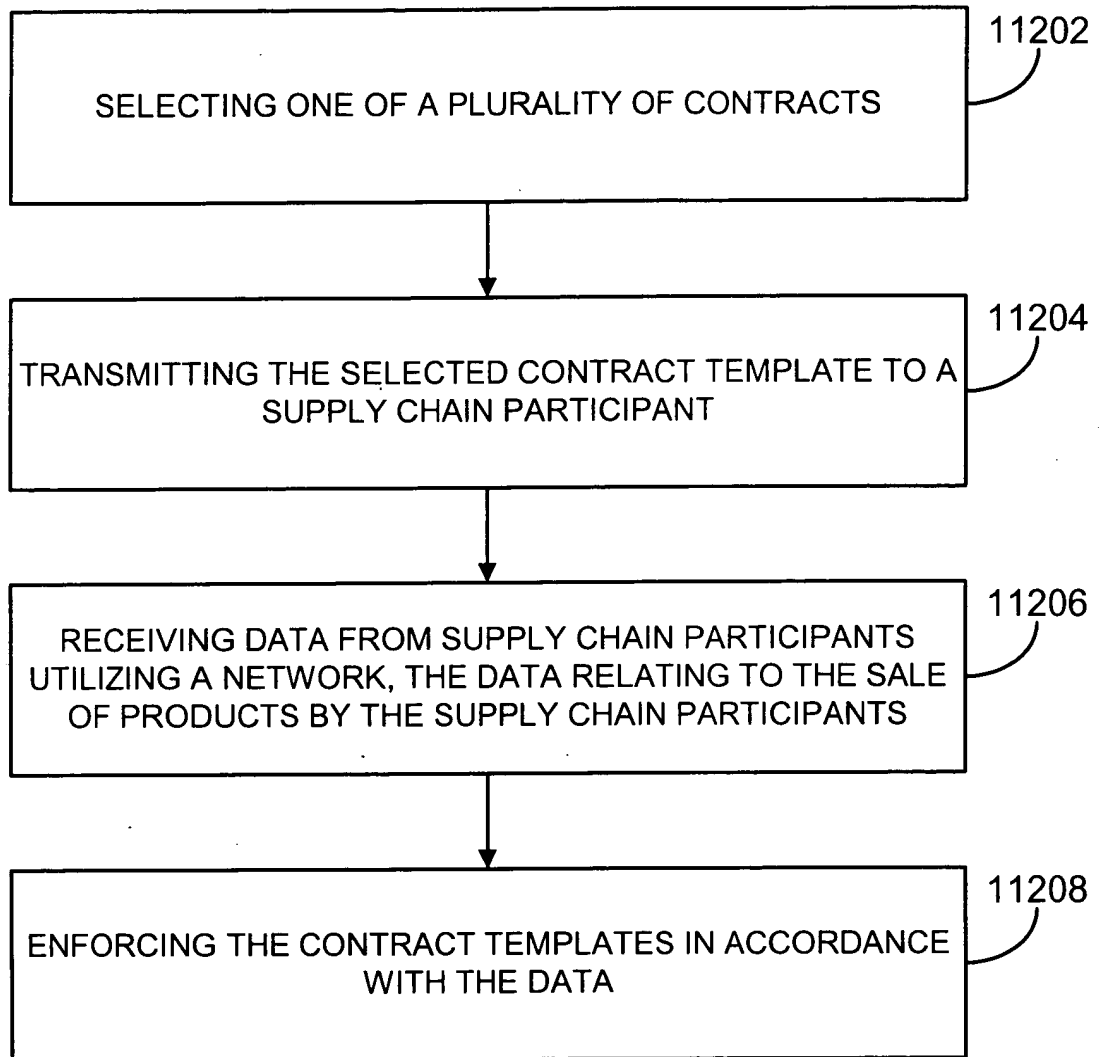 11202
SELECTING ONE OF A PLURALITY OF CONTRACTS
11204
TRANSMITTING THE SELECTED CONTRACT TEMPLATE TO A
SUPPLY CHAIN PARTICIPANT
11206
RECEIVING DATA FROM SUPPLY CHAIN PARTICIPANTS
UTILIZING A NETWORK, THE DATA RELATING TO THE SALE
OF PRODUCTS BY THE SUPPLY CHAIN PARTICIPANTS
11208
ENFORCING THE CONTRACT TEMPLATES IN ACCORDANCE
WITH THE DATA